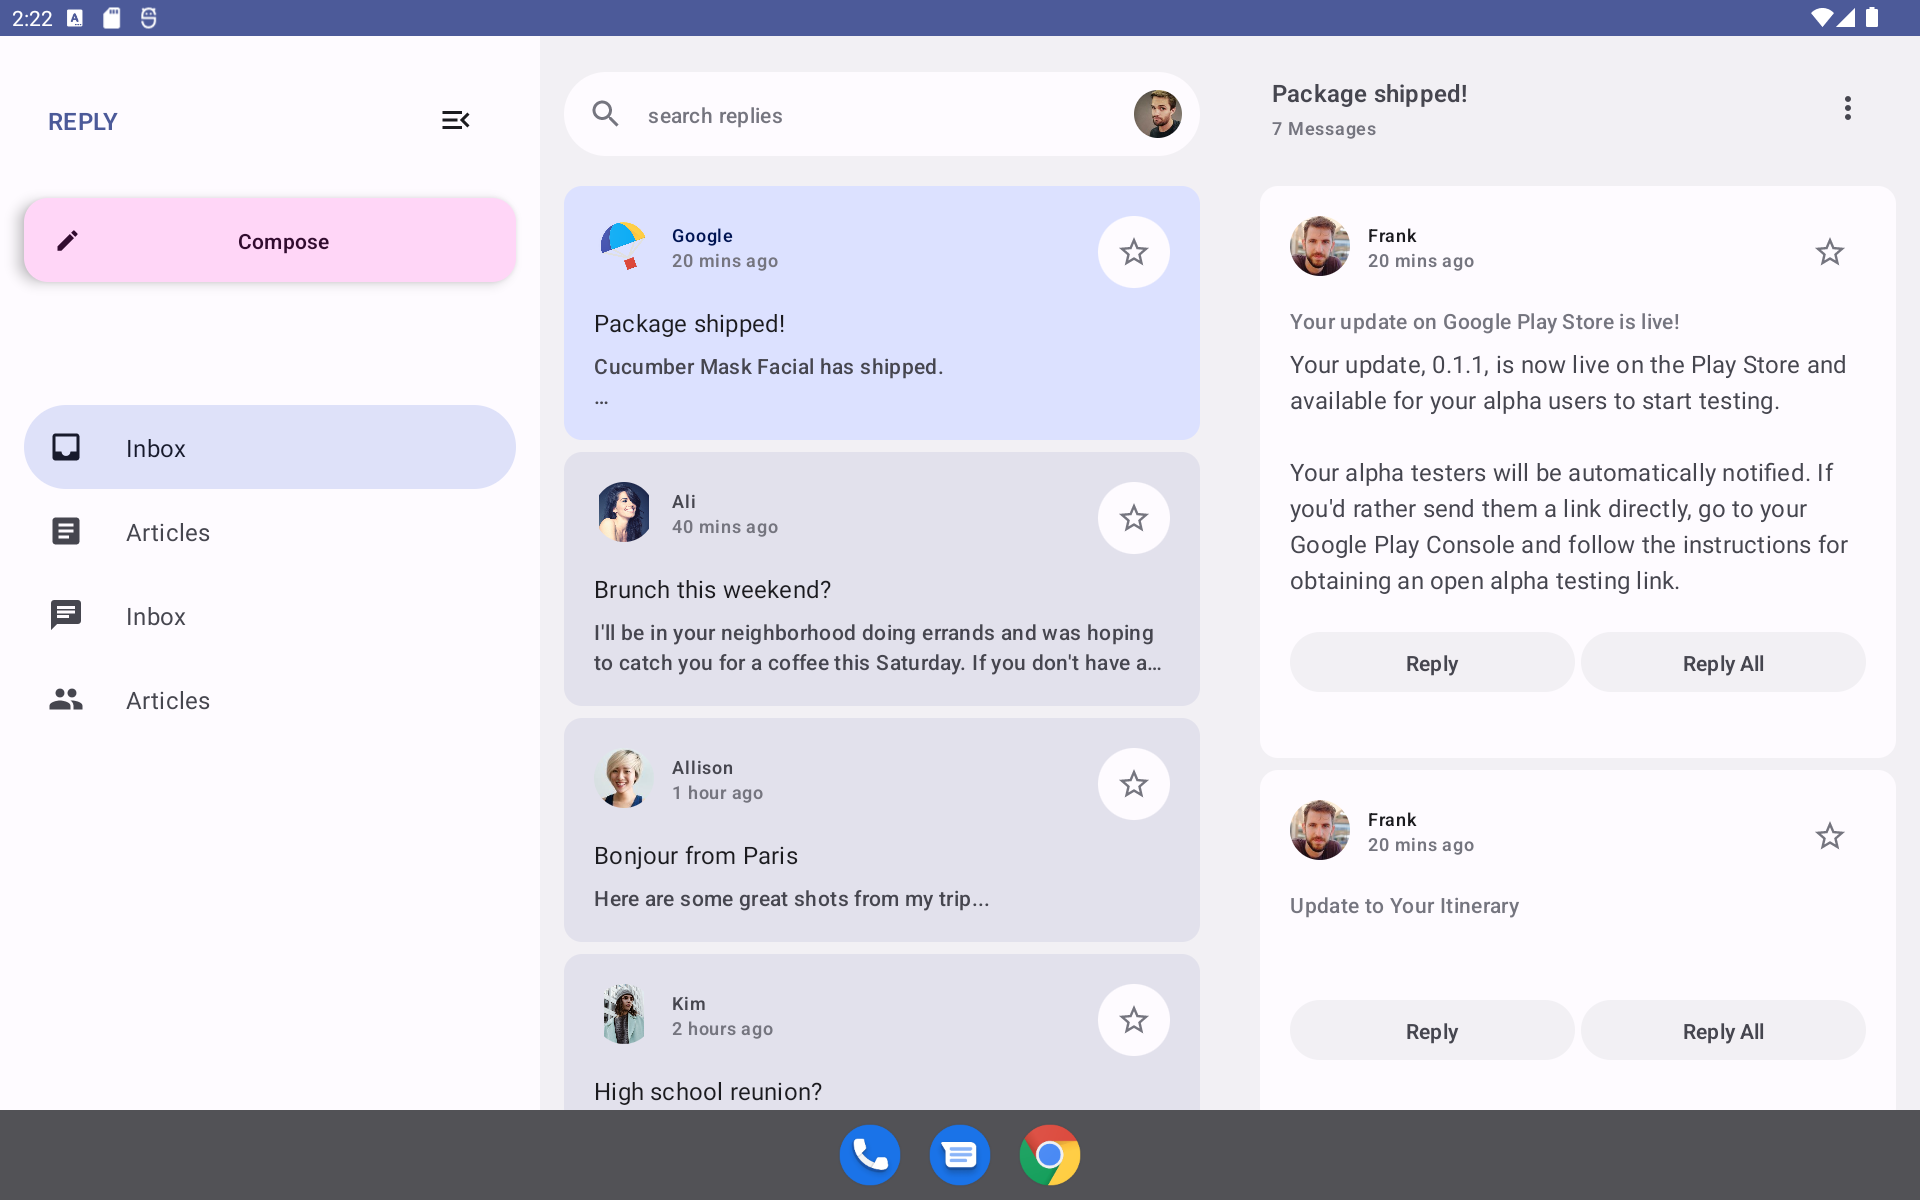 2:22
REPLY
Compose
Inbox
Articles
Inbox
Articles
search replies
Google
20 mins ago
Package shipped!
Cucumber Mask Facial has shipped.
...
Ali
40 mins ago
Brunch this weekend?
I'll be in your neighborhood doing errands and was hoping
to catch you for a coffee this Saturday. If you don't have a...
Allison
1 hour ago
Bonjour from Paris
Here are some great shots from my trip...
Kim
2 hours ago
High school reunion?
Package shipped!
7 Messages
Frank
20 mins ago
Your update on Google Play Store is live!
Your update, 0.1.1, is now live on the Play Store and
available for your alpha users to start testing.
Your alpha testers will be automatically notified. If
you'd rather send them a link directly, go to your
Google Play Console and follow the instructions for
obtaining an open alpha testing link.
Reply
Reply All
Frank
20 mins ago
Update to Your Itinerary
Reply
Reply All